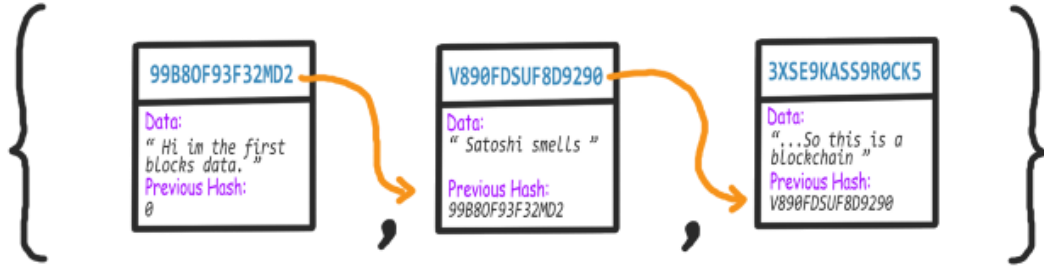 {
99B8OF93F32MD2
Data:
“ Hi im the first
blocks data. ”
Previous Hash:
0
,
V890FDSUF8D9290
Data:
“ Satoshi smells ”
Previous Hash:
99B8OF93F32MD2
,
3XSE9KASS9R0CK5
Data:
“...So this is a
blockchain ”
Previous Hash:
V890FDSUF8D9290
}